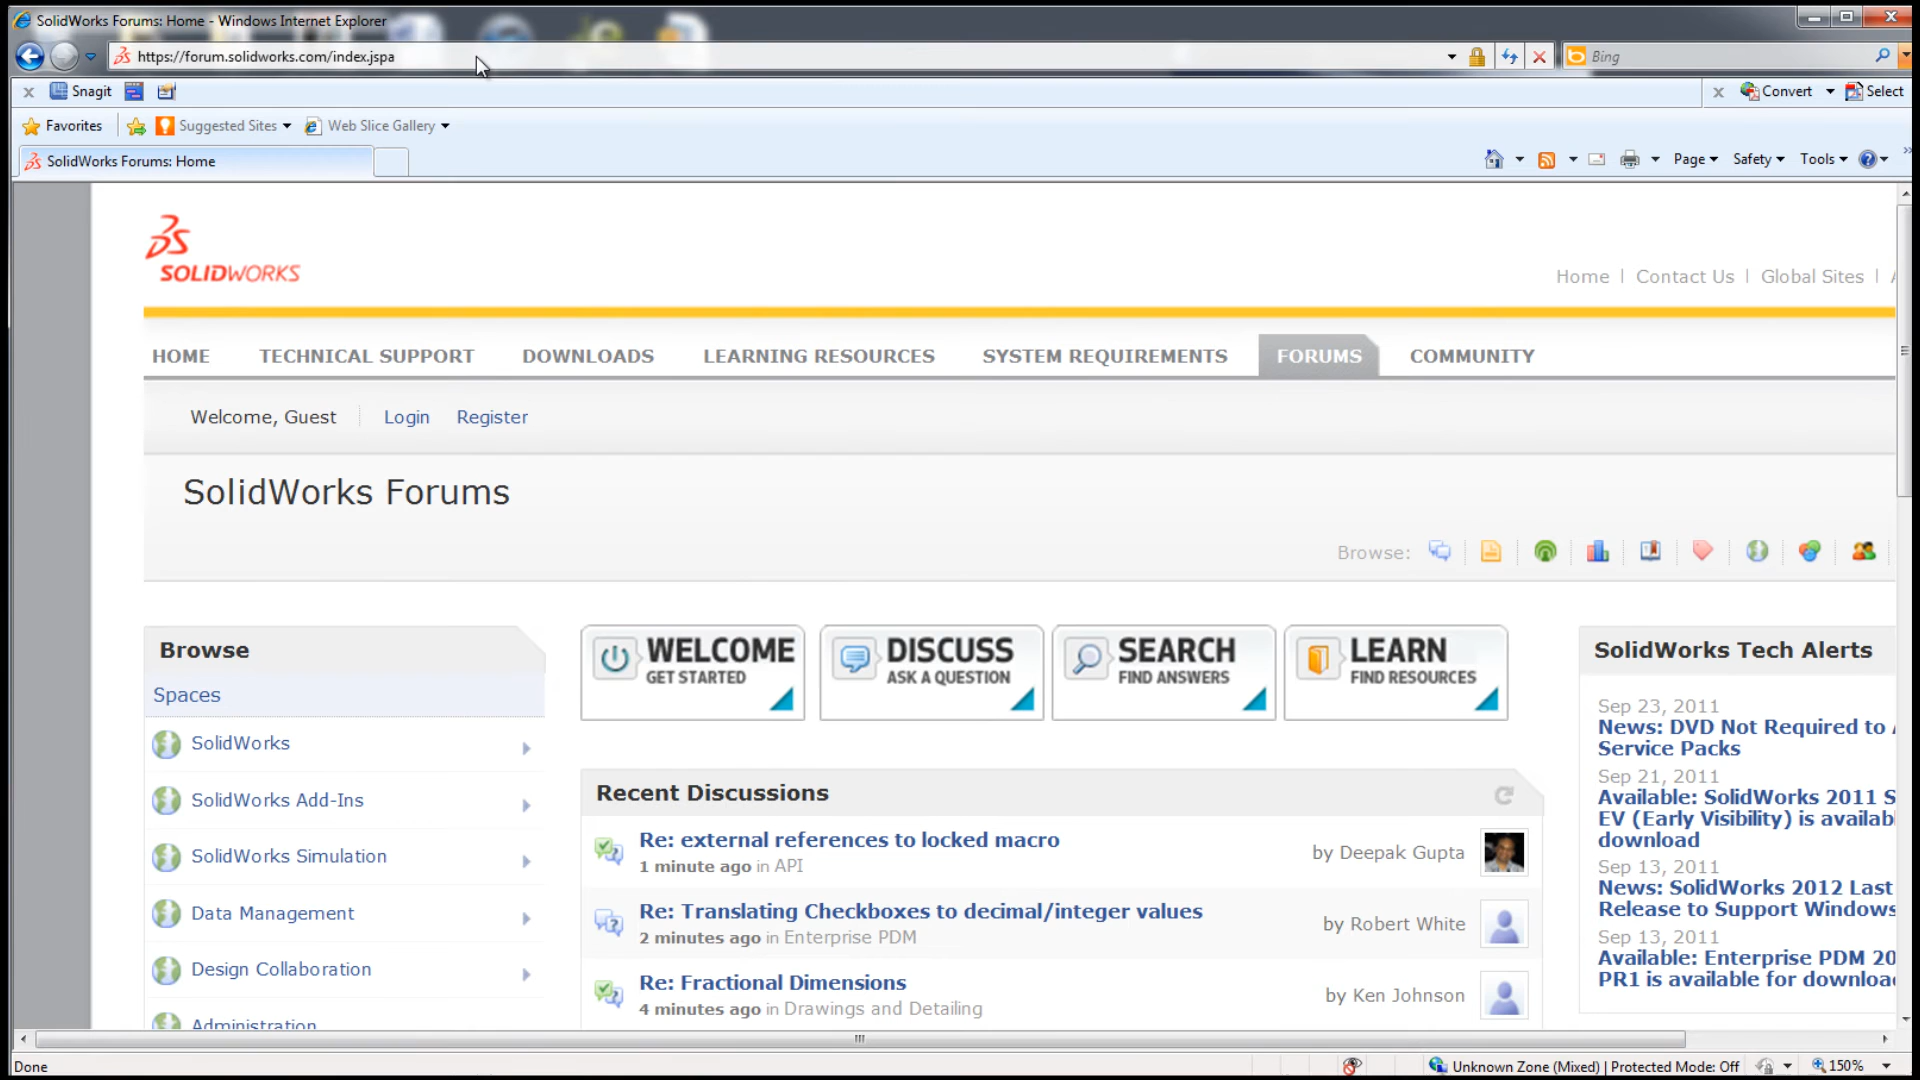 SolidWorks Forums: Home - Windows Internet Explorer
https://forum.solidworks.com/index.jspa
Bing
x Snagit
x Convert Select
Favorites Suggested Sites Web Slice Gallery
SolidWorks Forums: Home
Page Safety Tools
SOLIDWORKS
Home | Contact Us | Global Sites |
HOME TECHNICAL SUPPORT DOWNLOADS LEARNING RESOURCES SYSTEM REQUIREMENTS FORUMS COMMUNITY
Welcome, Guest Login Register
SolidWorks Forums
Browse:
Browse
Spaces
SolidWorks
SolidWorks Add-Ins
SolidWorks Simulation
Data Management
Design Collaboration
Administration
WELCOME
GET STARTED
DISCUSS
ASK A QUESTION
SEARCH
FIND ANSWERS
LEARN
FIND RESOURCES
Recent Discussions
Re: external references to locked macro
1 minute ago in API
by Deepak Gupta
Re: Translating Checkboxes to decimal/integer values
2 minutes ago in Enterprise PDM
by Robert White
Re: Fractional Dimensions
4 minutes ago in Drawings and Detailing
by Ken Johnson
SolidWorks Tech Alerts
Sep 23, 2011
News: DVD Not Required to
Service Packs
Sep 21, 2011
Available: SolidWorks 2011 S
EV (Early Visibility) is availab
download
Sep 13, 2011
News: SolidWorks 2012 Last
Release to Support Windows
Sep 13, 2011
Available: Enterprise PDM 20
PR1 is available for downloa
Done
Unknown Zone (Mixed) | Protected Mode: Off
150%